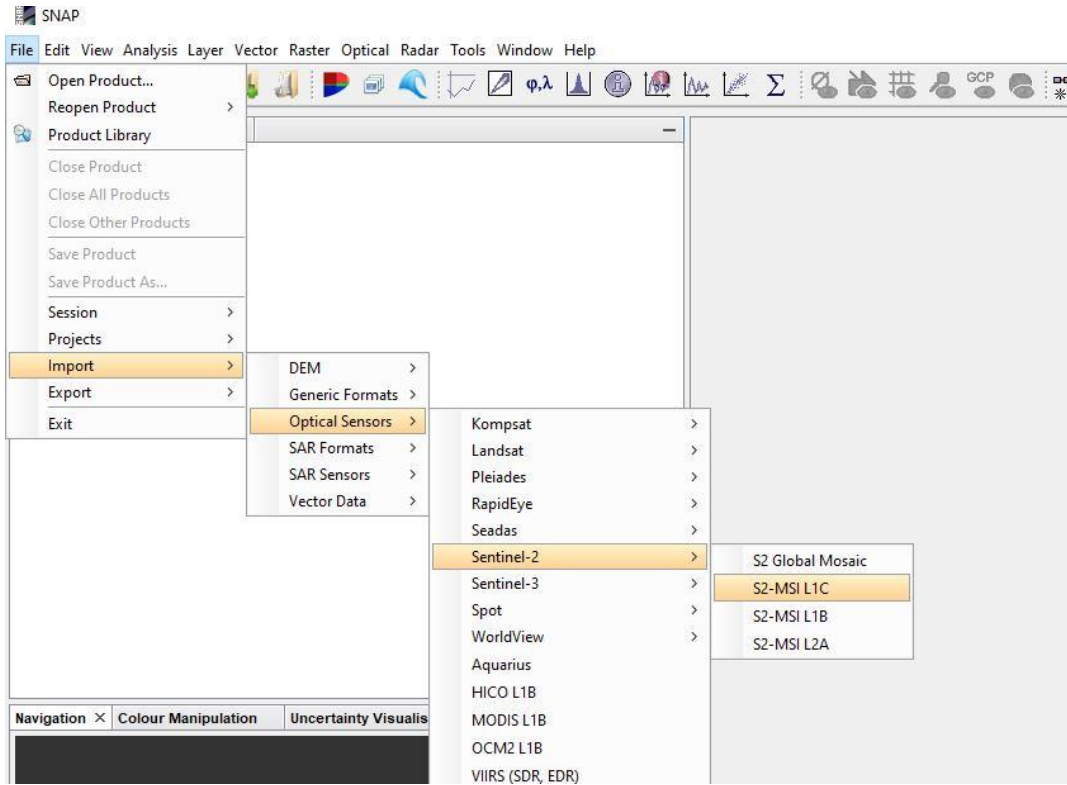 SNAP
File Edit View Analysis Layer Vector Raster Optical Radar Tools Window Help
φ,λ Σ GCP
Open Product...
Reopen Product >
Product Library
Close Product
Close All Products
Close Other Products
Save Product
Save Product As...
Session >
Projects >
Import >
Export >
Exit
DEM >
Generic Formats >
Optical Sensors >
SAR Formats >
SAR Sensors >
Vector Data >
Kompsat >
Landsat >
Pleiades >
RapidEye >
Seadas >
Sentinel-2 >
Sentinel-3 >
Spot >
WorldView >
Aquarius
HICO L1B
MODIS L1B
OCM2 L1B
VIIRS (SDR, EDR)
S2 Global Mosaic
S2-MSI L1C
S2-MSI L1B
S2-MSI L2A
Navigation × Colour Manipulation Uncertainty Visualis